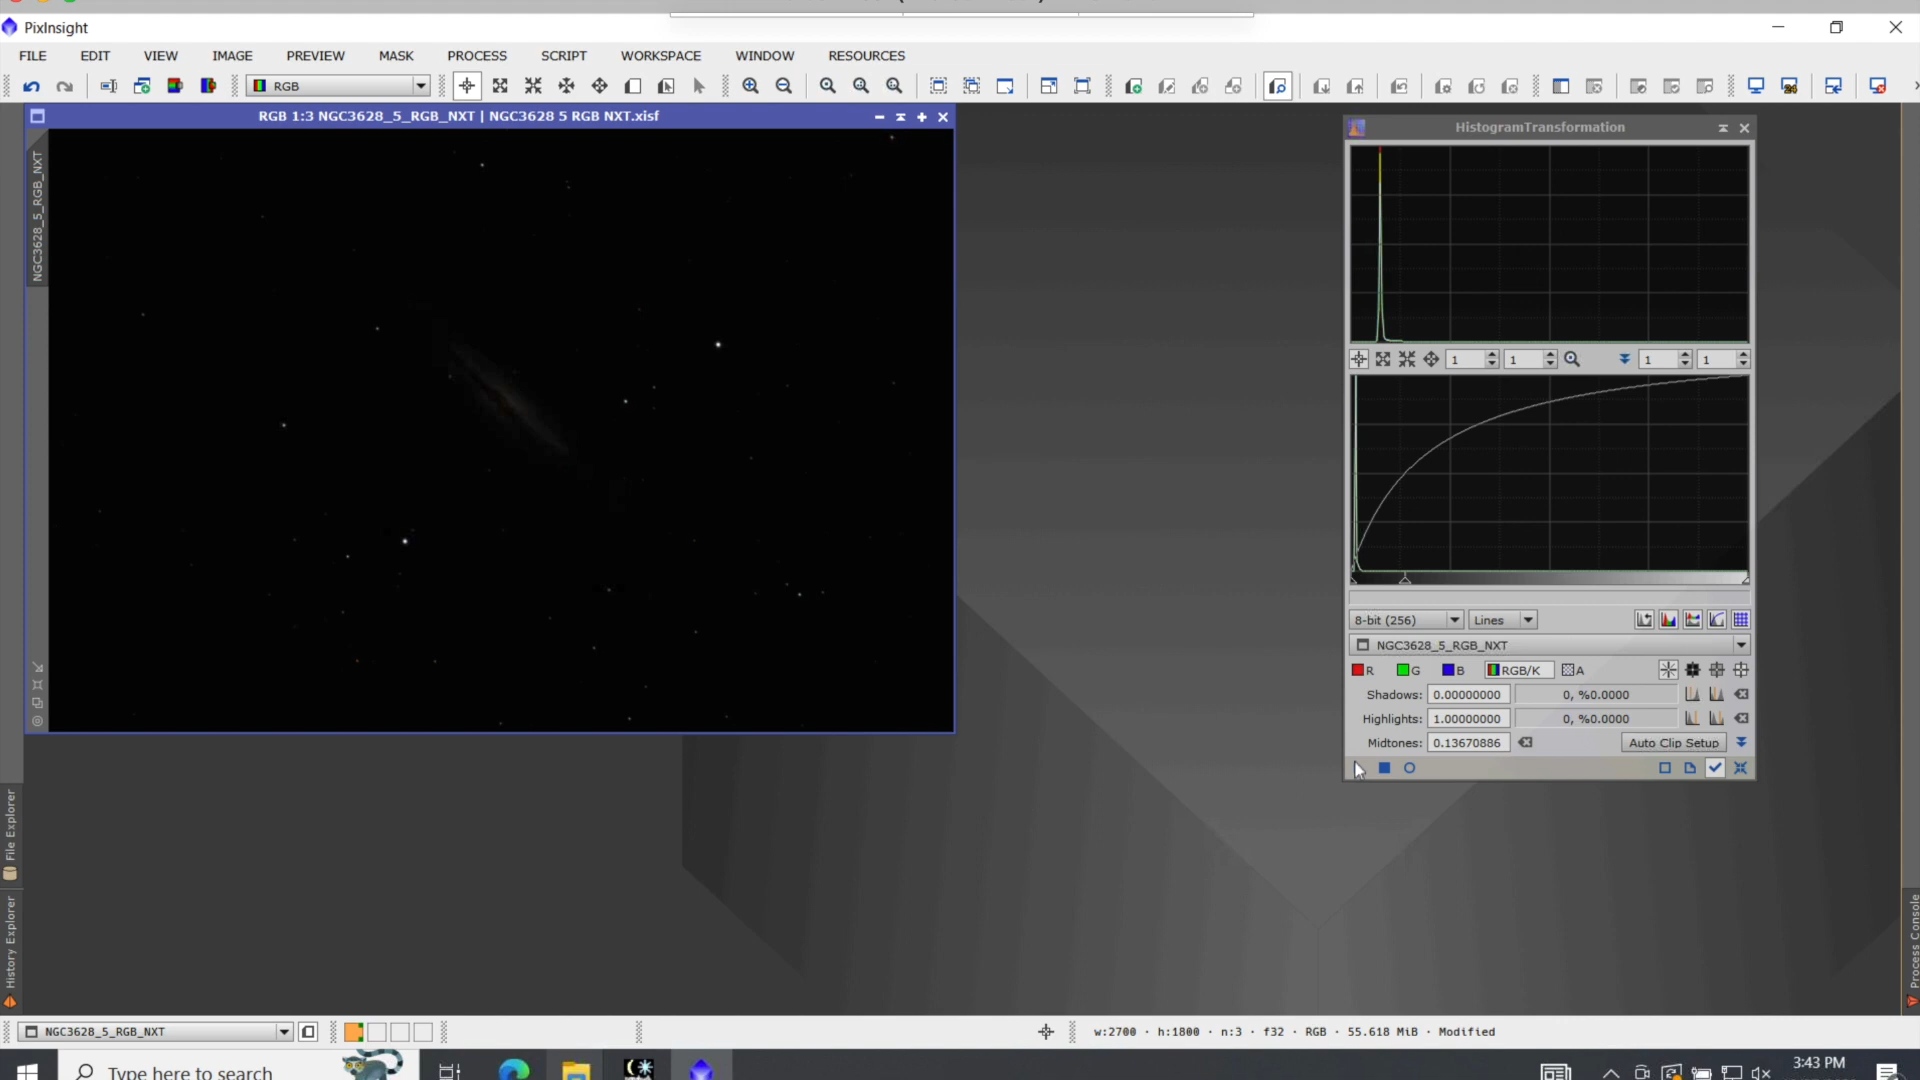 PixInsight
FILE EDIT VIEW IMAGE PREVIEW MASK PROCESS SCRIPT WORKSPACE WINDOW RESOURCES
RGB
24
RGB 1:3 NGC3628_5_RGB_NXT | NGC3628 5 RGB NXT.xisf
NGC3628_5_RGB_NXT
HistogramTransformation
1 1 1 1
8-bit (256) Lines
NGC3628_5_RGB_NXT
R G B RGB/K A
Shadows: 0.00000000 0, %0.0000
Highlights: 1.00000000 0, %0.0000
Midtones: 0.13670886 Auto Clip Setup
File Explorer
History Explorer
Process Console
NGC3628_5_RGB_NXT
w:2700 · h:1800 · n:3 · f32 · RGB · 55.618 MiB · Modified
Type here to search
3:43 PM